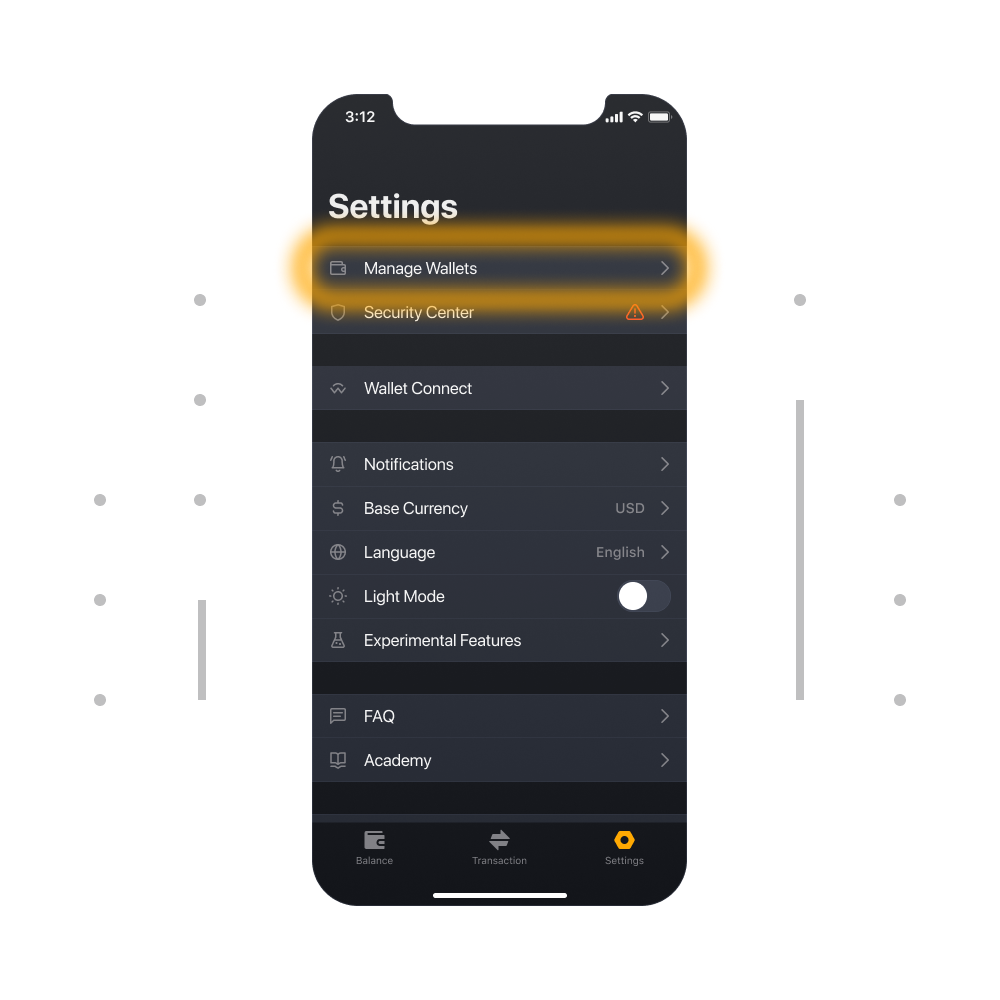 3:12
Settings
Manage Wallets
Security Center
Wallet Connect
Notifications
Base Currency USD
Language English
Light Mode
Experimental Features
FAQ
Academy
Balance Transaction Settings